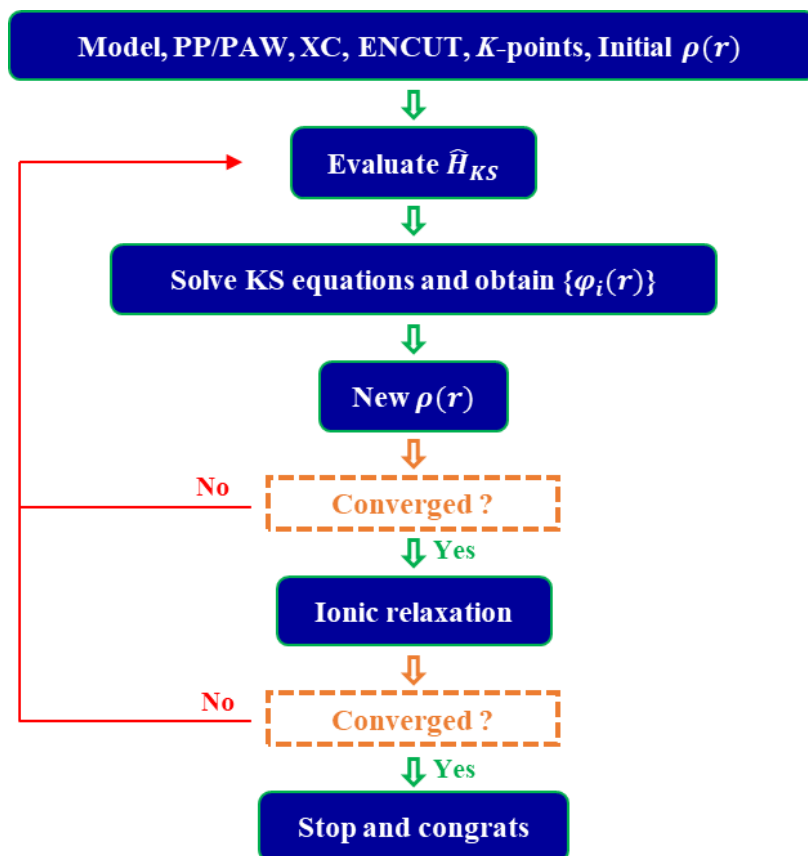 Model, PP/PAW, XC, ENCUT, K-points, Initial ρ(r)
Evaluate Ĥ_KS
Solve KS equations and obtain {φ_i(r)}
New ρ(r)
No
Converged ?
Yes
Ionic relaxation
No
Converged ?
Yes
Stop and congrats